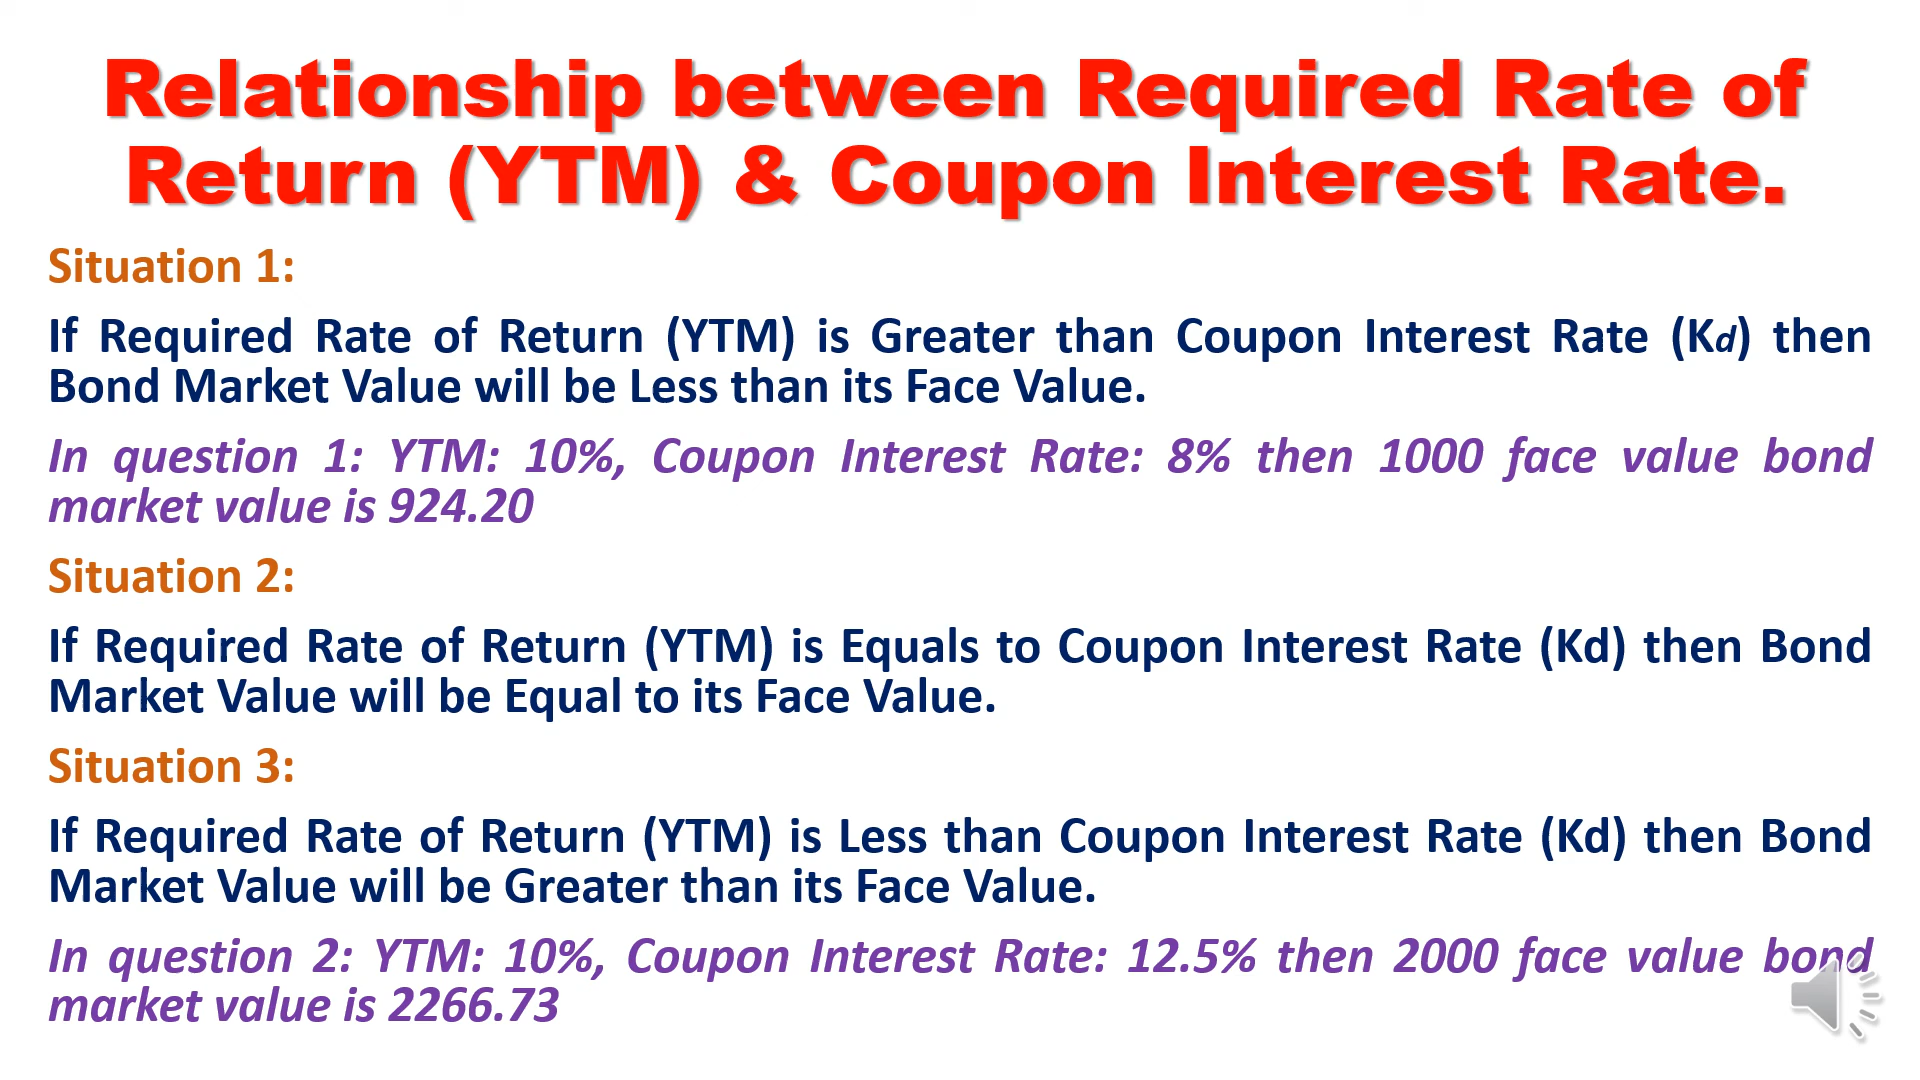 Relationship between Required Rate of
Return (YTM) & Coupon Interest Rate.
Situation 1:
If Required Rate of Return (YTM) is Greater than Coupon Interest Rate (Kd) then
Bond Market Value will be Less than its Face Value.
In question 1: YTM: 10%, Coupon Interest Rate: 8% then 1000 face value bond
market value is 924.20
Situation 2:
If Required Rate of Return (YTM) is Equals to Coupon Interest Rate (Kd) then Bond
Market Value will be Equal to its Face Value.
Situation 3:
If Required Rate of Return (YTM) is Less than Coupon Interest Rate (Kd) then Bond
Market Value will be Greater than its Face Value.
In question 2: YTM: 10%, Coupon Interest Rate: 12.5% then 2000 face value bond
market value is 2266.73